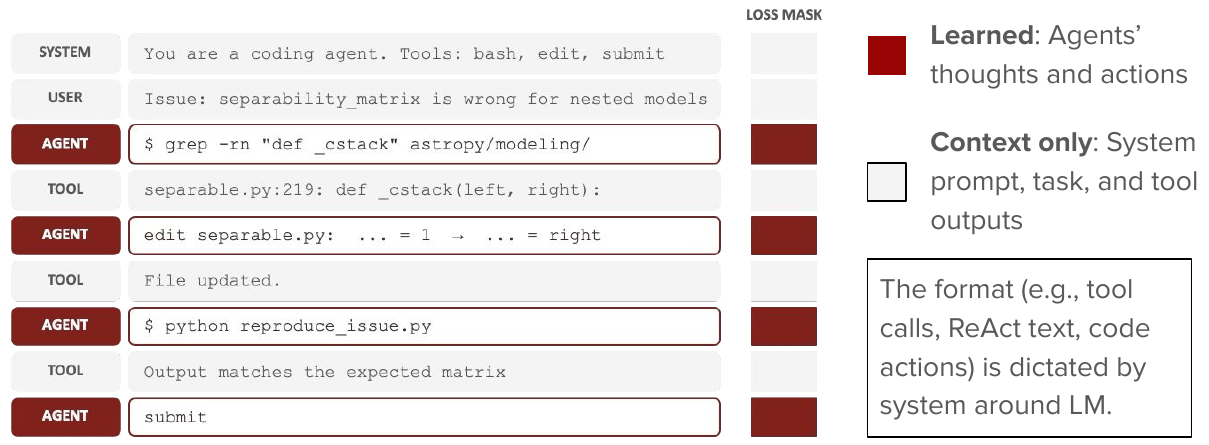 LOSS MASK
SYSTEM You are a coding agent. Tools: bash, edit, submit
USER Issue: separability_matrix is wrong for nested models
AGENT $ grep -rn "def _cstack" astropy/modeling/
TOOL separable.py:219: def _cstack(left, right):
AGENT edit separable.py: ... = 1 → ... = right
TOOL File updated.
AGENT $ python reproduce_issue.py
TOOL Output matches the expected matrix
AGENT submit
Learned: Agents’
thoughts and actions
Context only: System
prompt, task, and tool
outputs
The format (e.g., tool
calls, ReAct text, code
actions) is dictated by
system around LM.